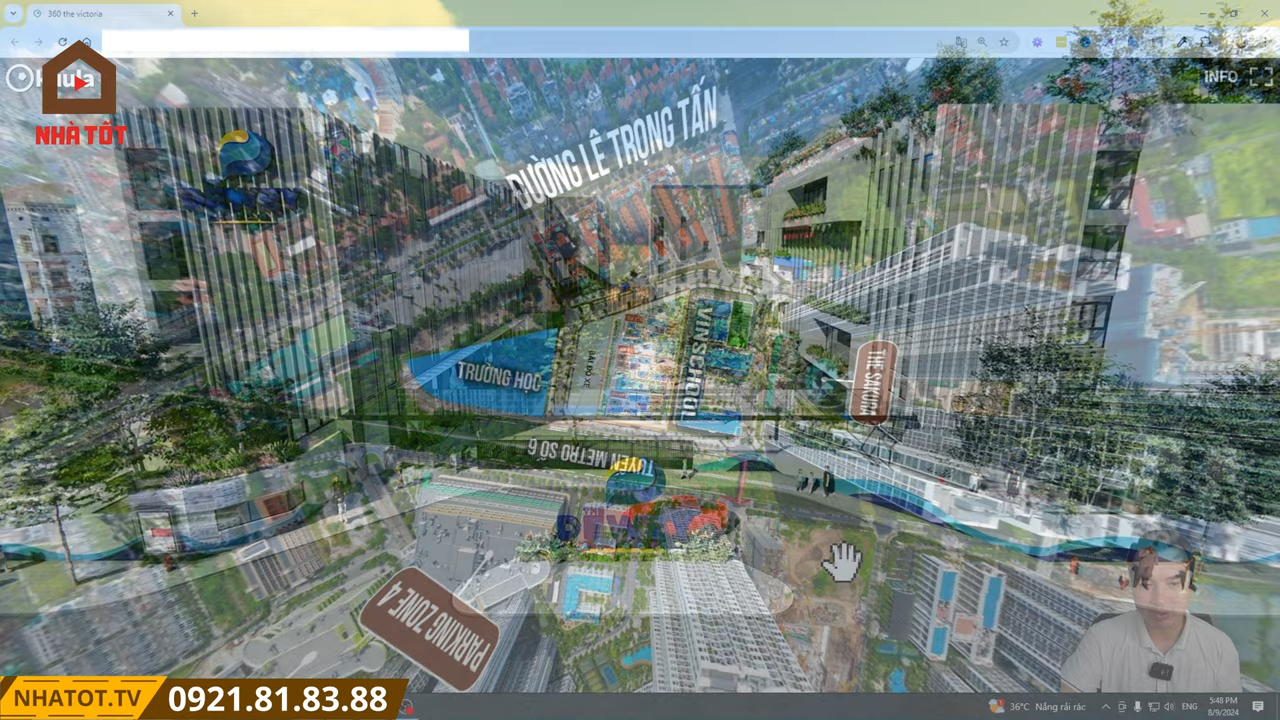 360 the victoria
INFO
NHÀ TỐT
ĐƯỜNG LÊ TRỌNG TẤN
VINSCHOOL
TRƯỜNG HỌC
BÃI ĐỖ XE
THE SAKURA
TUYẾN METRO SỐ 6
PARKING ZONE 4
NHATOT.TV
0921.81.83.88
36°C Nắng rải rác
ENG
5:48 PM
8/9/2024